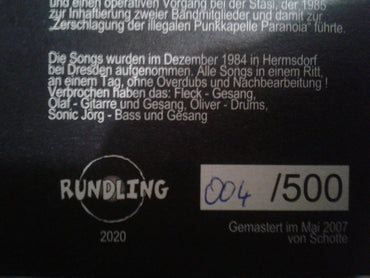 und einen operativen Vorgang bei der Stasi, der 1985
zur Inhaftierung zweier Bandmitglieder und damit zur
„Zerschlagung der illegalen Punkkapelle Paranoia" führte.
Die Songs wurden im Dezember 1984 in Hermsdorf
bei Dresden aufgenommen. Alle Songs in einem Ritt,
an einem Tag, ohne Overdubs und Nachbearbeitung !
Verbrochen haben das: Fleck - Gesang,
Olaf - Gitarre und Gesang, Oliver - Drums,
Sonic Jörg - Bass und Gesang
RUNDLING
2020
004 /500
Gemastert im Mai 2007
von Schotte